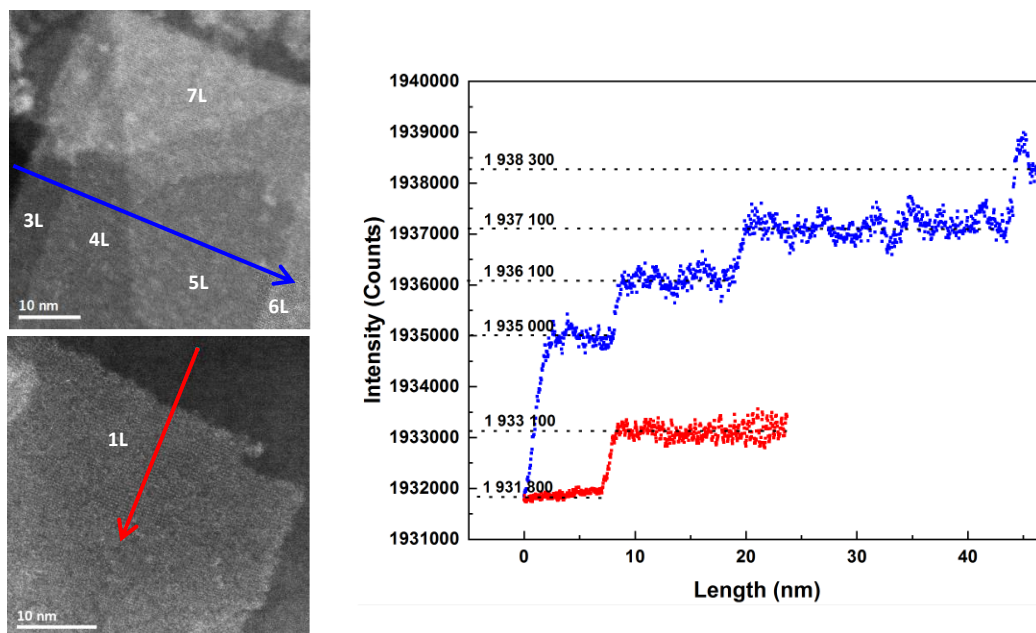 7L
3L
4L
5L
6L
10 nm
1L
10 nm
1940000
1939000
1938000
1937000
1936000
1935000
1934000
1933000
1932000
1931000
1 938 300
1 937 100
1 936 100
1 935 000
1 933 100
1 931 800
Intensity (Counts)
0 10 20 30 40
Length (nm)